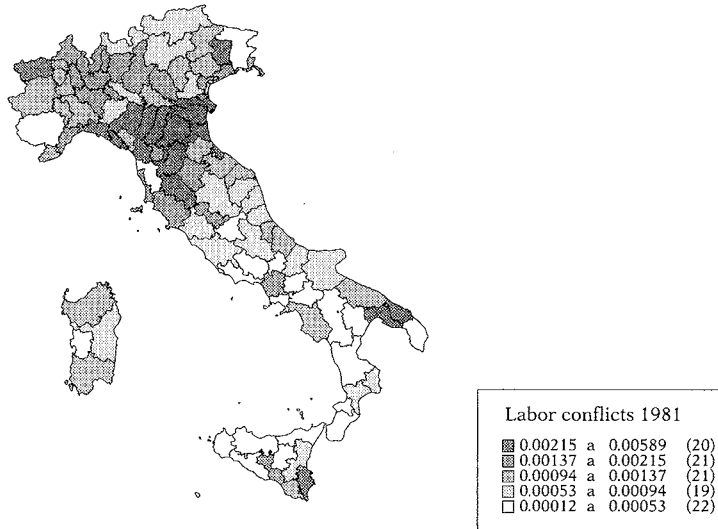 Labor conflicts 1981
0.00215 a 0.00589 (20)
0.00137 a 0.00215 (21)
0.00094 a 0.00137 (21)
0.00053 a 0.00094 (19)
0.00012 a 0.00053 (22)